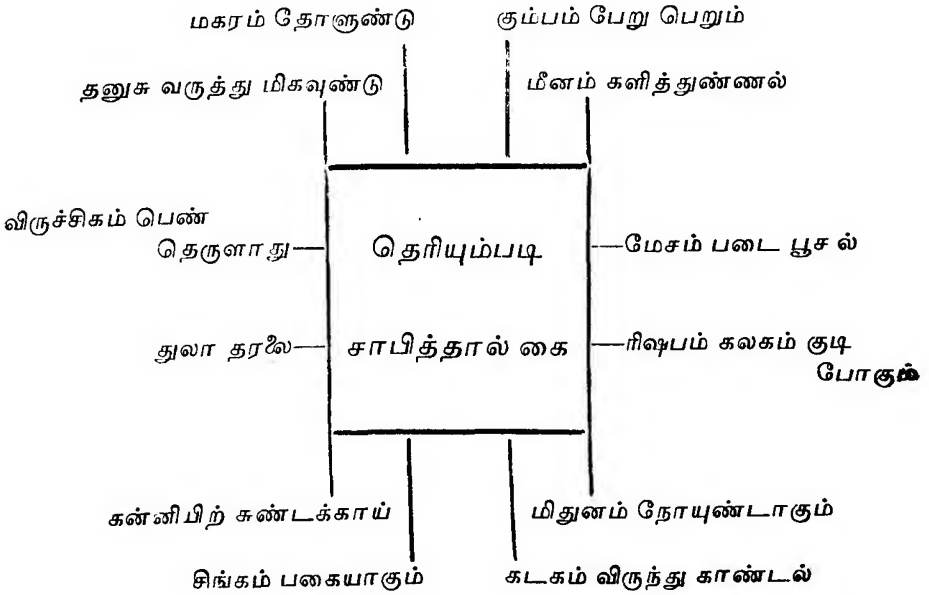 மகரம் தோளுண்டு கும்பம் பேறு பெறும்
தனுசு வருத்து மிகவுண்டு மீனம் களித்துண்ணல்
விருச்சிகம் பெண்
தெருளாது தெரியும்படி மேசம் படை பூசல்
துலா தரலை சாபித்தால் கை ரிஷபம் கலகம் குடி
போகும்
கன்னிபிற் சுண்டக்காய் மிதுனம் நோயுண்டாகும்
சிங்கம் பகையாகும் கடகம் விருந்து காண்டல்